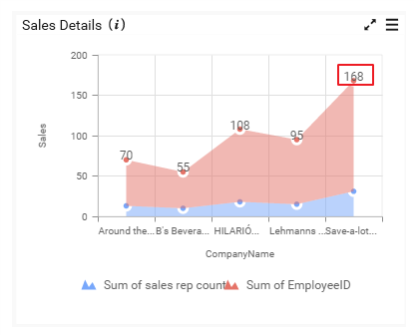 Sales Details (i)
200
168
150
108
95
100
70
55
50
0
Sales
Around the... B's Bevera... HILARIÓ... Lehmanns ... Save-a-lot...
CompanyName
Sum of sales rep count Sum of EmployeeID